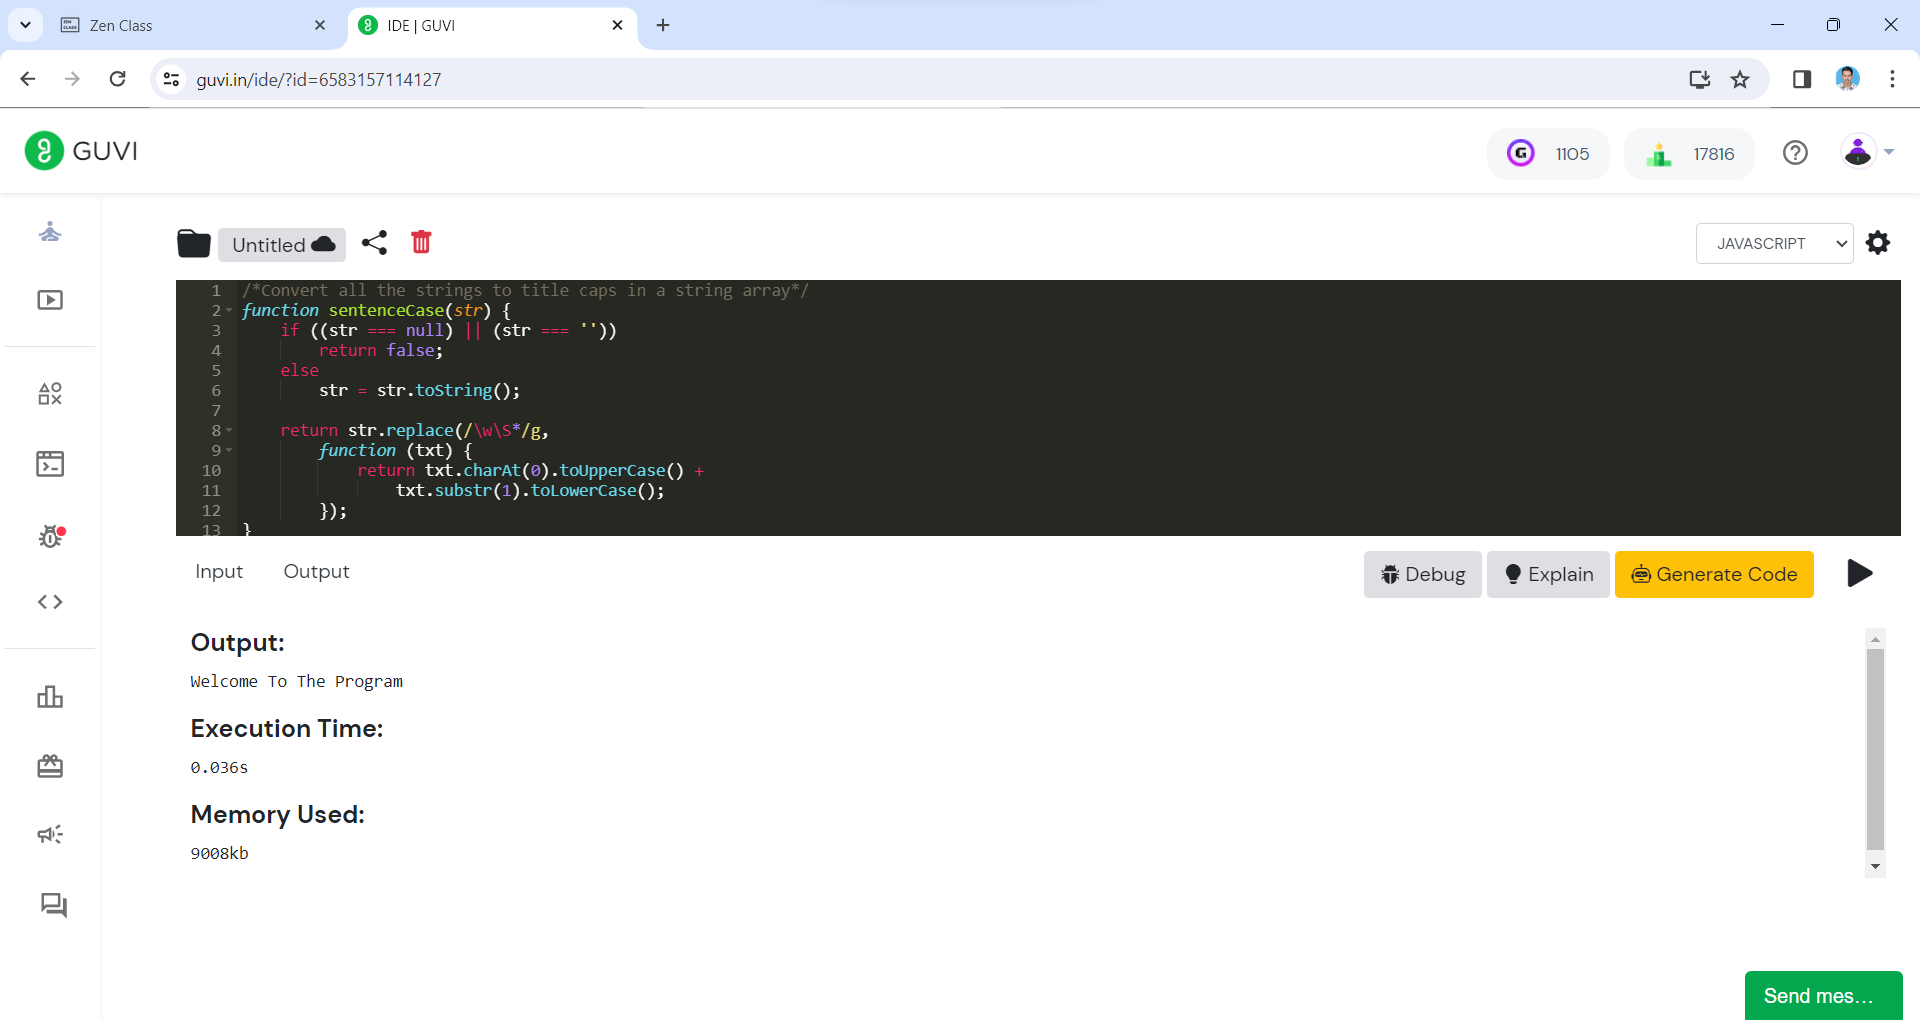 Zen Class
IDE | GUVI
guvi.in/ide/?id=6583157114127
GUVI
1105
17816
Untitled
JAVASCRIPT
1 /*Convert all the strings to title caps in a string array*/
2 function sentenceCase(str) {
3 if ((str === null) || (str === ''))
4 return false;
5 else
6 str = str.toString();
7
8 return str.replace(/\w\S*/g,
9 function (txt) {
10 return txt.charAt(0).toUpperCase() +
11 txt.substr(1).toLowerCase();
12 });
13 }
Input
Output
Debug
Explain
Generate Code
Output:
Welcome To The Program
Execution Time:
0.036s
Memory Used:
9008kb
Send mes...